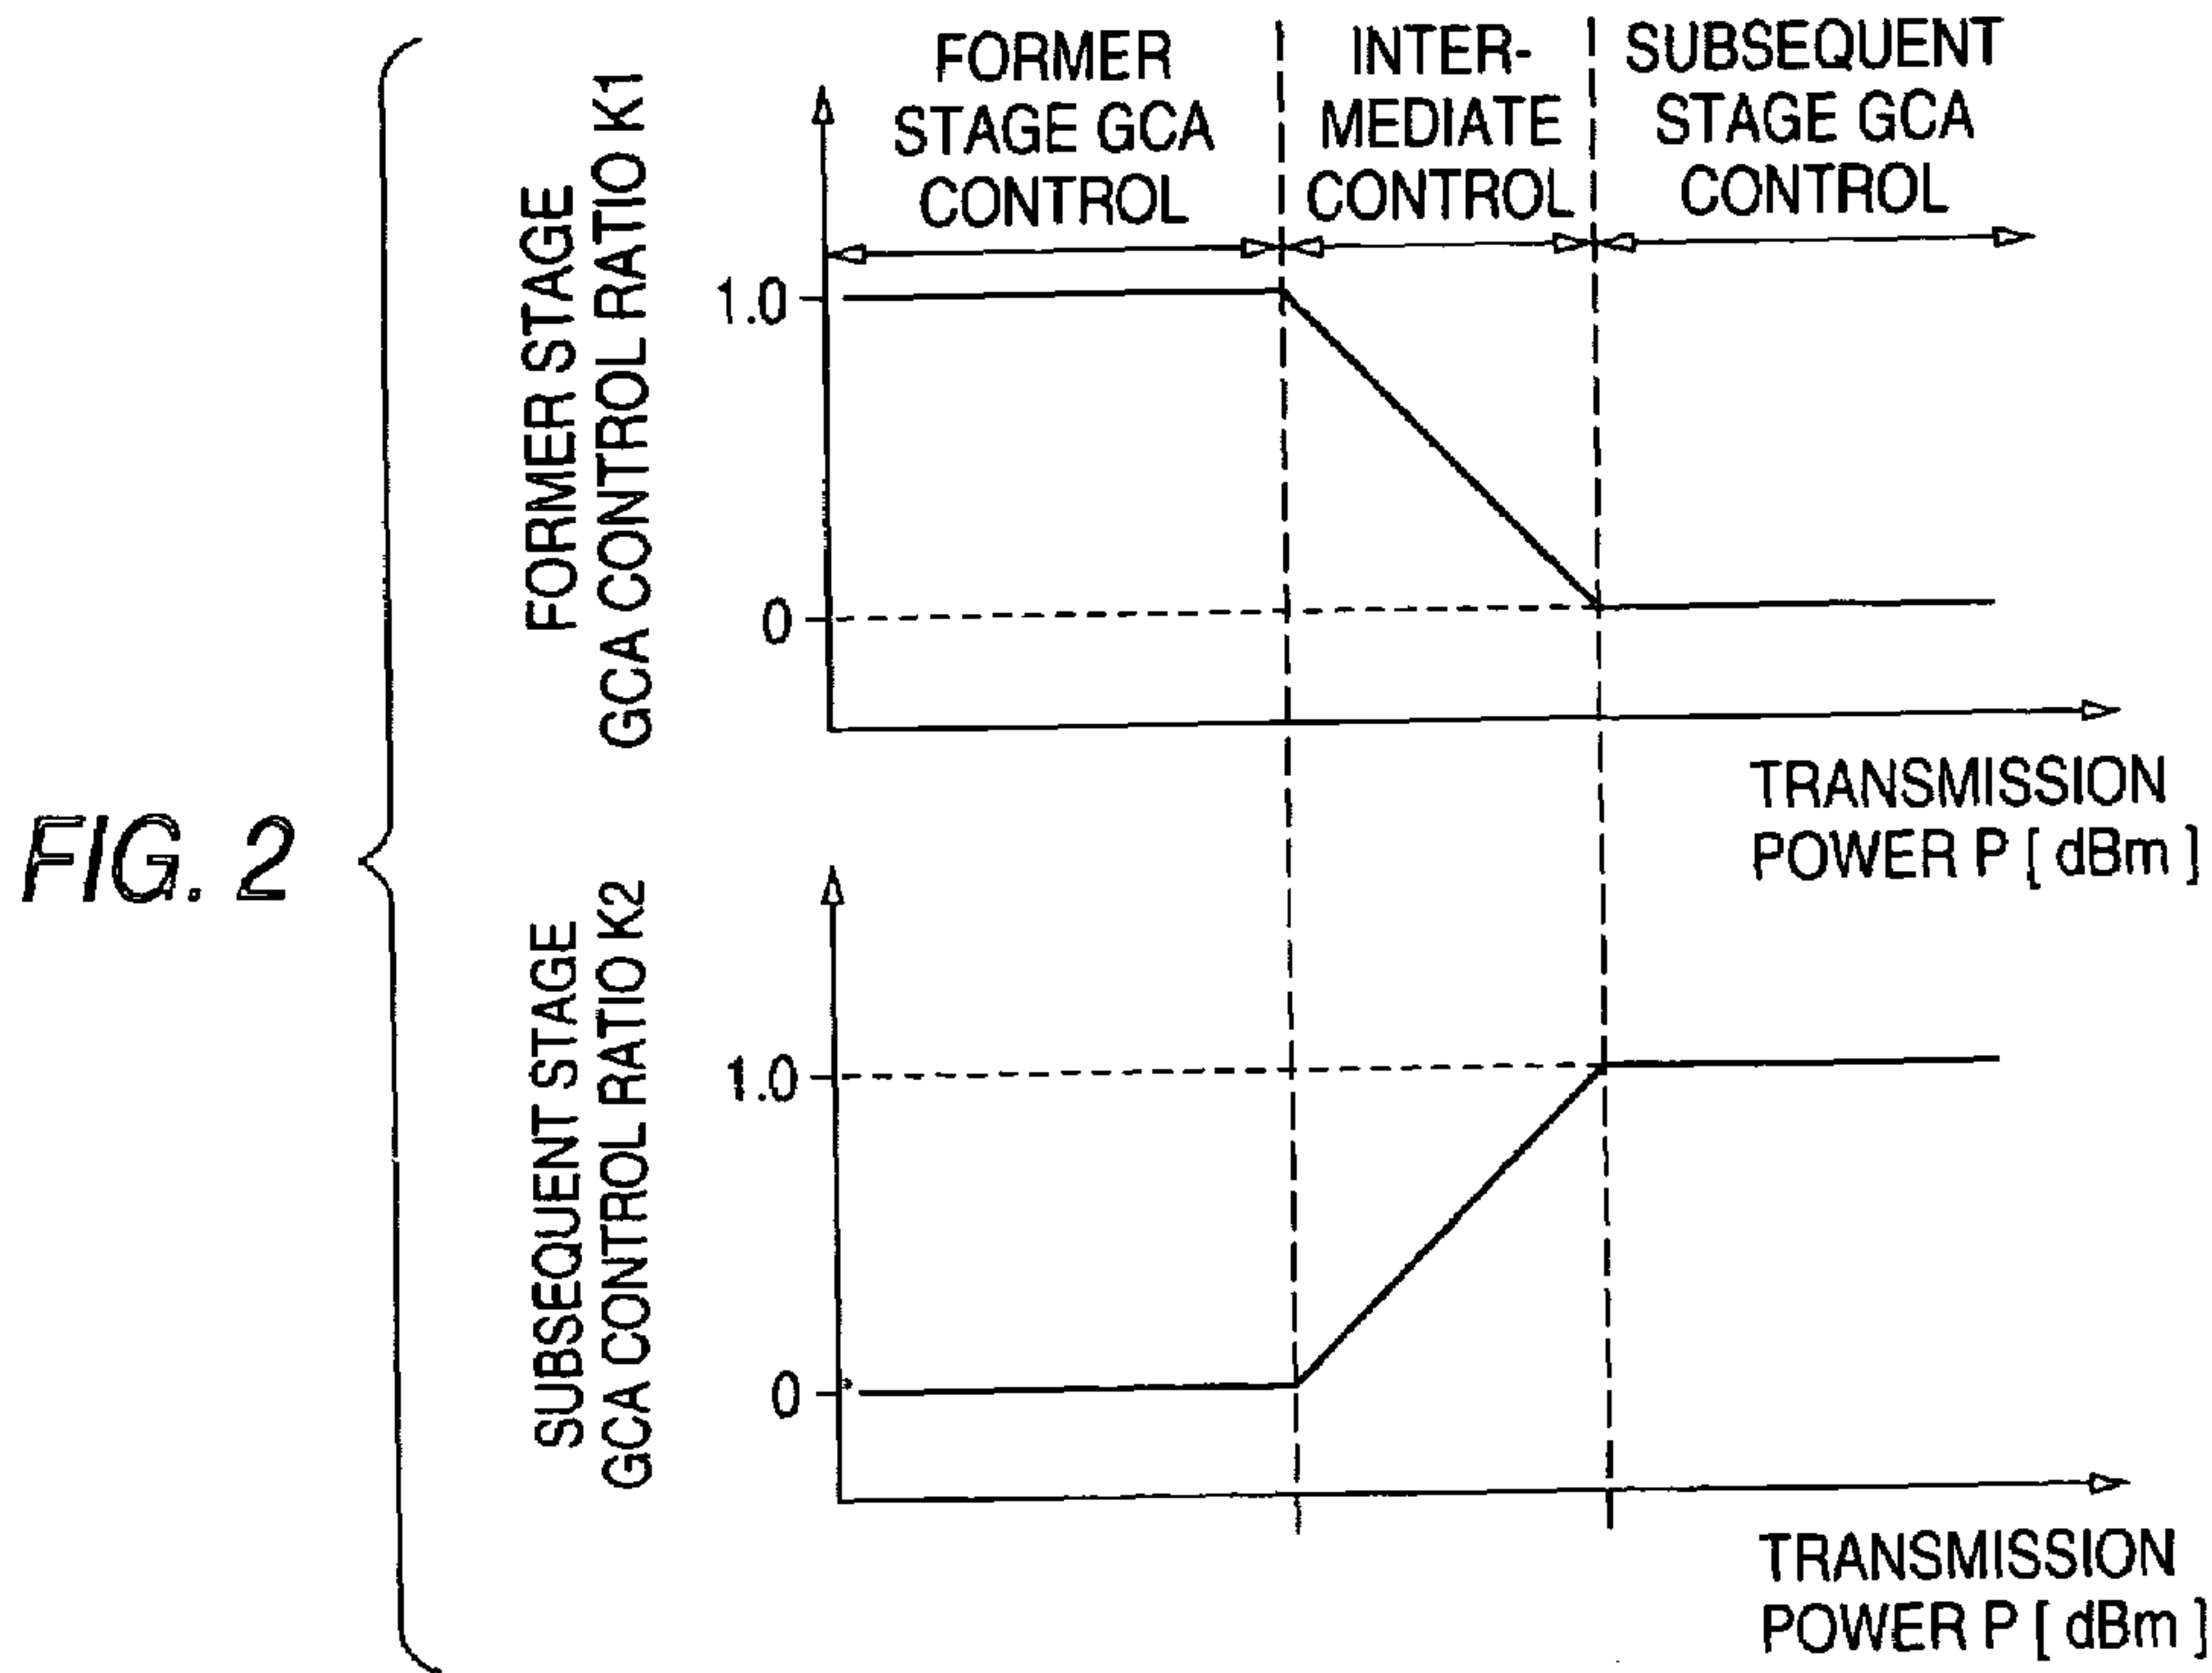 FIG. 2
FORMER STAGE
GCA CONTROL RATIO K1
FORMER
STAGE GCA
CONTROL
INTER-
MEDIATE
CONTROL
SUBSEQUENT
STAGE GCA
CONTROL
1.0
0
TRANSMISSION
POWER P [ dBm ]
SUBSEQUENT STAGE
GCA CONTROL RATIO K2
1.0
0
TRANSMISSION
POWER P [ dBm ]